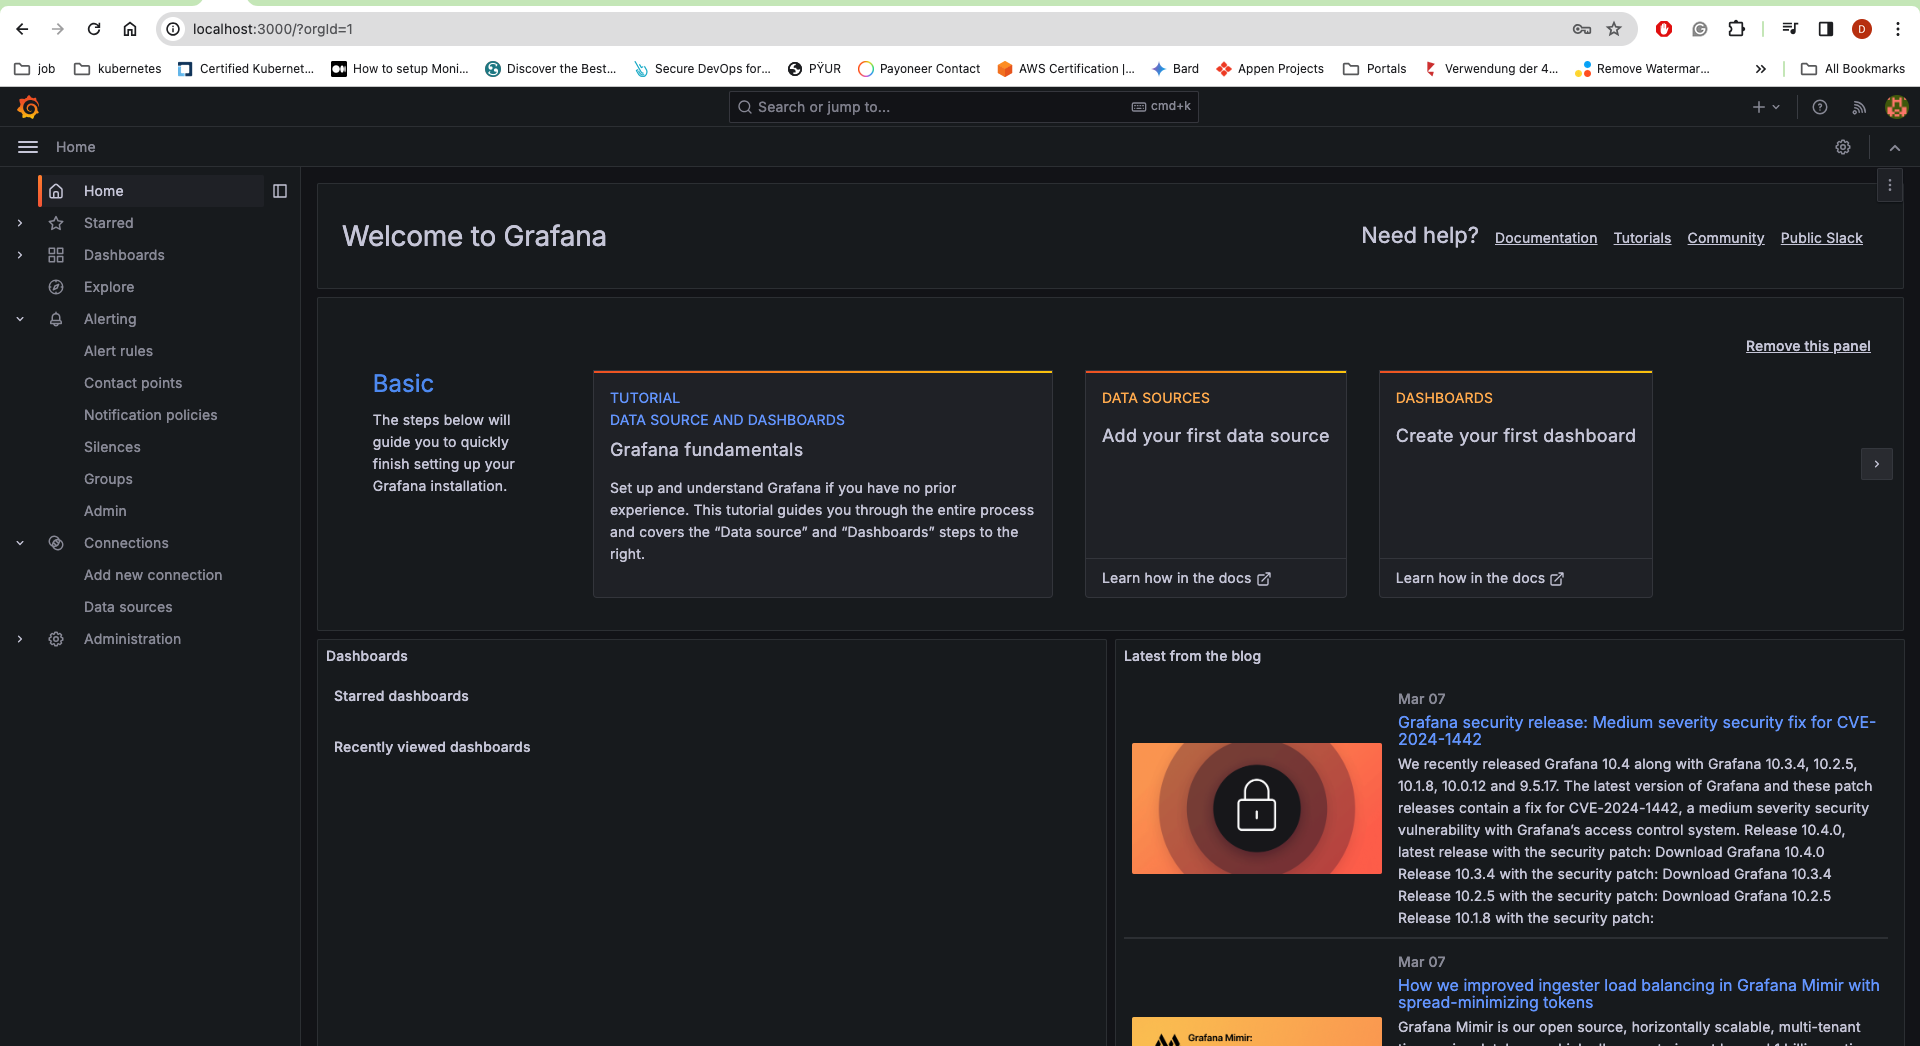 localhost:3000/?orgId=1
D
job
kubernetes
Certified Kubernet...
How to setup Moni...
Discover the Best...
Secure DevOps for...
PŸUR
Payoneer Contact
AWS Certification |...
Bard
Appen Projects
Portals
Verwendung der 4...
Remove Watermar...
All Bookmarks
Search or jump to...
cmd+k
Home
Home
Starred
Dashboards
Explore
Alerting
Alert rules
Contact points
Notification policies
Silences
Groups
Admin
Connections
Add new connection
Data sources
Administration
Welcome to Grafana
Need help?
Documentation
Tutorials
Community
Public Slack
Remove this panel
Basic
The steps below will
guide you to quickly
finish setting up your
Grafana installation.
TUTORIAL
DATA SOURCE AND DASHBOARDS
Grafana fundamentals
Set up and understand Grafana if you have no prior
experience. This tutorial guides you through the entire process
and covers the “Data source” and “Dashboards” steps to the
right.
DATA SOURCES
Add your first data source
Learn how in the docs
DASHBOARDS
Create your first dashboard
Learn how in the docs
Dashboards
Starred dashboards
Recently viewed dashboards
Latest from the blog
Mar 07
Grafana security release: Medium severity security fix for CVE-
2024-1442
We recently released Grafana 10.4 along with Grafana 10.3.4, 10.2.5,
10.1.8, 10.0.12 and 9.5.17. The latest version of Grafana and these patch
releases contain a fix for CVE-2024-1442, a medium severity security
vulnerability with Grafana’s access control system. Release 10.4.0,
latest release with the security patch: Download Grafana 10.4.0
Release 10.3.4 with the security patch: Download Grafana 10.3.4
Release 10.2.5 with the security patch: Download Grafana 10.2.5
Release 10.1.8 with the security patch:
Mar 07
How we improved ingester load balancing in Grafana Mimir with
spread-minimizing tokens
Grafana Mimir is our open source, horizontally scalable, multi-tenant
Grafana Mimir: